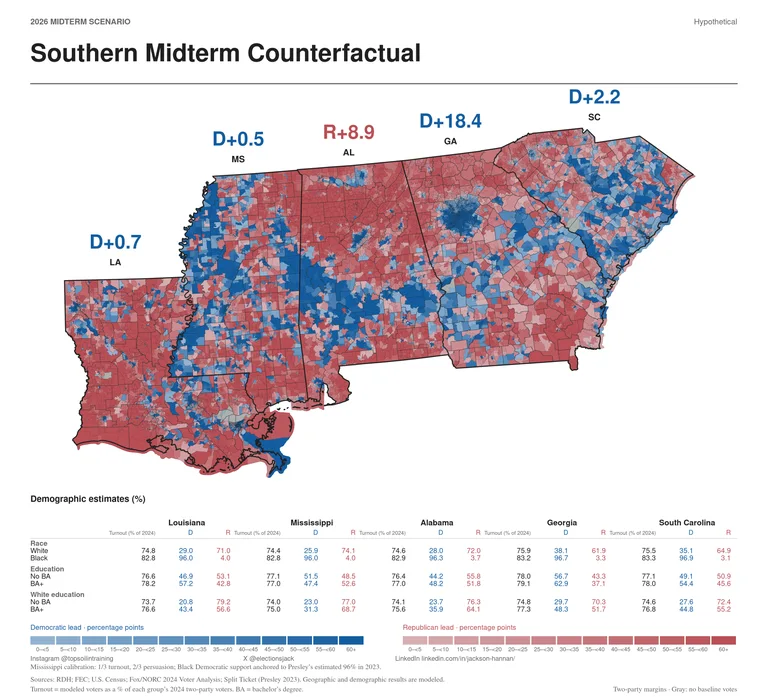 2026 MIDTERM SCENARIO Hypothetical
Southern Midterm Counterfactual
D+2.2
SC
D+18.4
GA
R+8.9
AL
D+0.5
MS
D+0.7
LA
Demographic estimates (%)
Louisiana Mississippi Alabama Georgia South Carolina
Turnout (% of 2024) D R Turnout (% of 2024) D R Turnout (% of 2024) D R Turnout (% of 2024) D R Turnout (% of 2024) D R
Race
White 74.8 29.0 71.0 74.4 25.9 74.1 74.6 28.0 72.0 75.9 38.1 61.9 75.5 35.1 64.9
Black 82.8 96.0 4.0 82.8 96.0 4.0 82.9 96.3 3.7 83.2 96.7 3.3 83.3 96.9 3.1
Education
No BA 76.6 46.9 53.1 77.1 51.5 48.5 76.4 44.2 55.8 78.0 56.7 43.3 77.1 49.1 50.9
BA+ 78.2 57.2 42.8 77.0 47.4 52.6 77.0 48.2 51.8 79.1 62.9 37.1 78.0 54.4 45.6
White education
No BA 73.7 20.8 79.2 74.0 23.0 77.0 74.1 23.7 76.3 74.8 29.7 70.3 74.6 27.6 72.4
BA+ 76.6 43.4 56.6 75.0 31.3 68.7 75.6 35.9 64.1 77.3 48.3 51.7 76.8 44.8 55.2
Democratic lead · percentage points Republican lead · percentage points
0–<5 5–<10 10–<15 15–<20 20–<25 25–<30 30–<35 35–<40 40–<45 45–<50 50–<55 55–<60 60+ 0–<5 5–<10 10–<15 15–<20 20–<25 25–<30 30–<35 35–<40 40–<45 45–<50 50–<55 55–<60 60+
Instagram @topsoilintraining X @electionsjack LinkedIn linkedin.com/in/jackson-hannan/
Mississippi calibration: 1/3 turnout, 2/3 persuasion; Black Democratic support anchored to Presley's estimated 96% in 2023.
Sources: RDH; FEC; U.S. Census; Fox/NORC 2024 Voter Analysis; Split Ticket (Presley 2023). Geographic and demographic results are modeled.
Turnout = modeled voters as a % of each group's 2024 two-party voters. BA = bachelor's degree. Two-party margins · Gray: no baseline votes